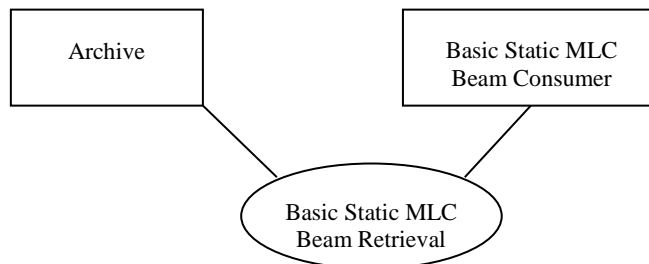 Archive
Basic Static MLC
Beam Consumer
Basic Static MLC
Beam Retrieval